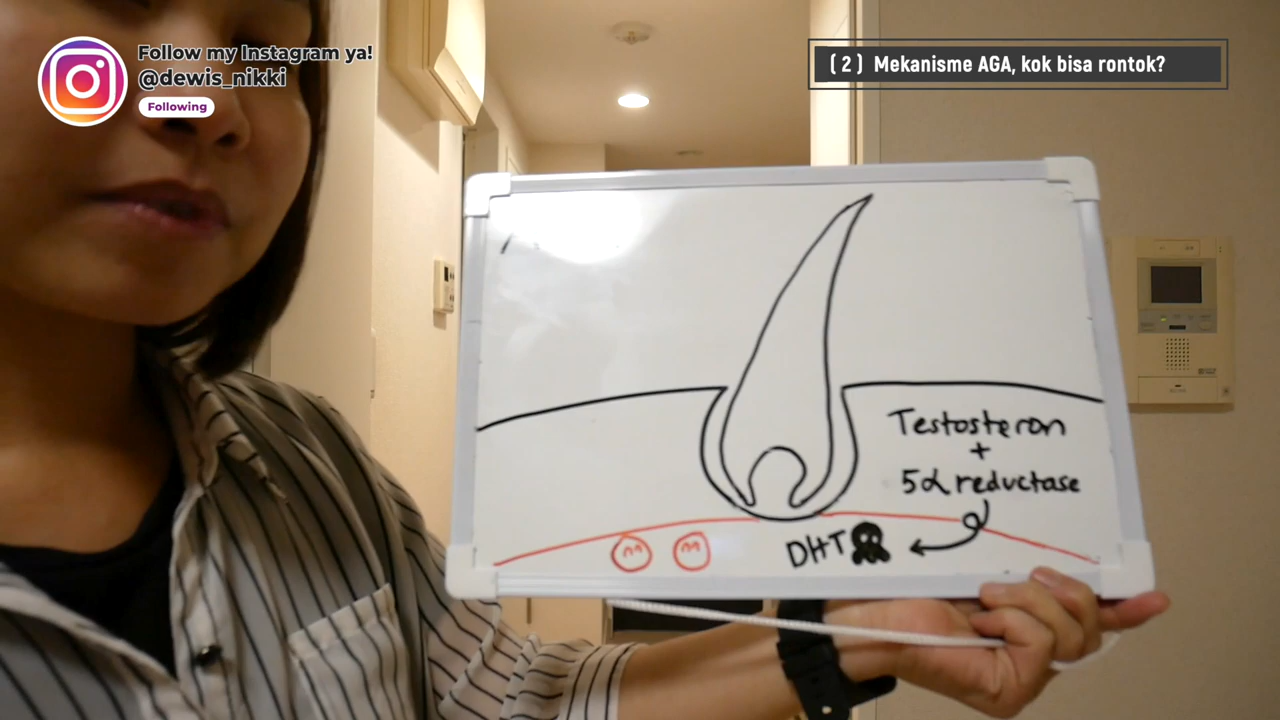 Follow my Instagram ya!
@dewis_nikki
Following
( 2 ) Mekanisme AGA, kok bisa rontok?
Testosteron
+
5α reductase
DHT